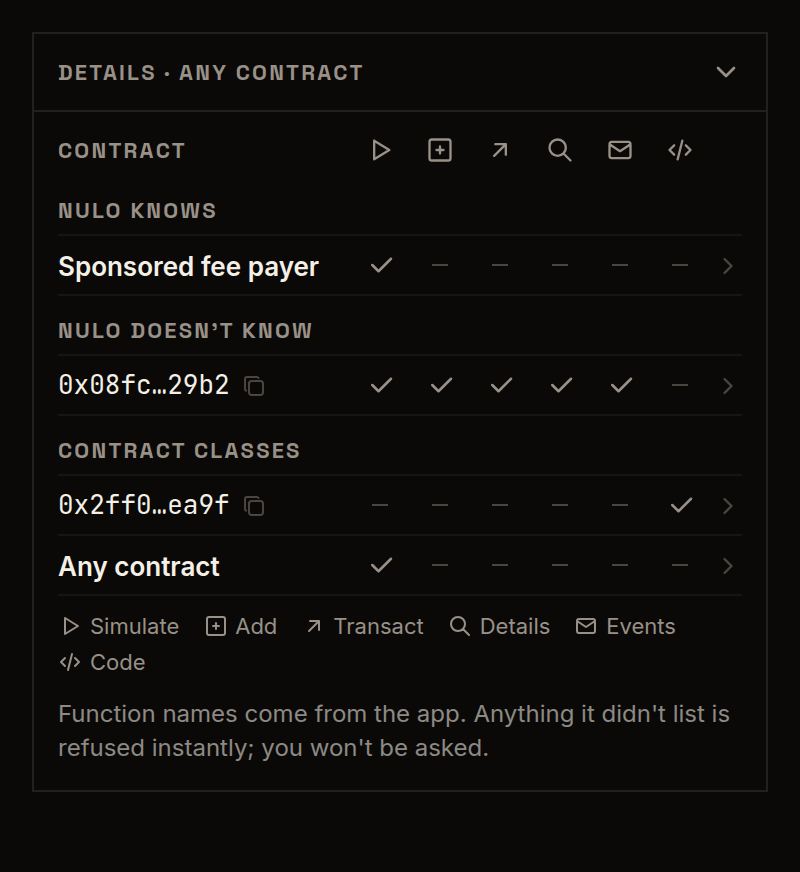 DETAILS · ANY CONTRACT
CONTRACT
NULO KNOWS
Sponsored fee payer
NULO DOESN’T KNOW
0x08fc…29b2
CONTRACT CLASSES
0x2ff0…ea9f
Any contract
Simulate Add Transact Details Events
Code
Function names come from the app. Anything it didn't list is
refused instantly; you won't be asked.